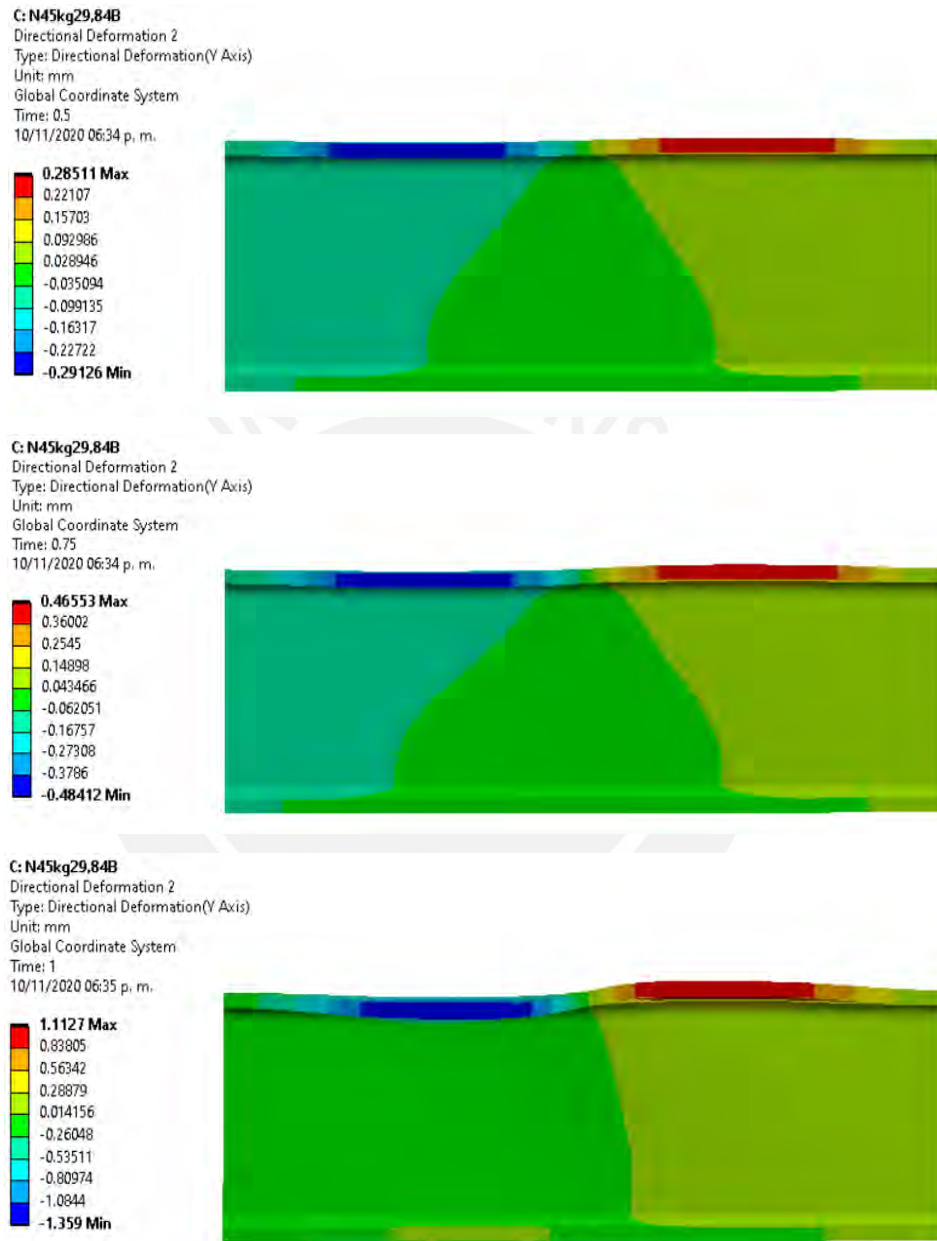 C: N45kg29,84B
Directional Deformation 2
Type: Directional Deformation(Y Axis)
Unit: mm
Global Coordinate System
Time: 0.5
10/11/2020 06:34 p. m.
0.28511 Max
0.22107
0.15703
0.092986
0.028946
-0.035094
-0.099135
-0.16317
-0.22722
-0.29126 Min
C: N45kg29,84B
Directional Deformation 2
Type: Directional Deformation(Y Axis)
Unit: mm
Global Coordinate System
Time: 0.75
10/11/2020 06:34 p. m.
0.46553 Max
0.36002
0.2545
0.14898
0.043466
-0.062051
-0.16757
-0.27308
-0.3786
-0.48412 Min
C: N45kg29,84B
Directional Deformation 2
Type: Directional Deformation(Y Axis)
Unit: mm
Global Coordinate System
Time: 1
10/11/2020 06:35 p. m.
1.1127 Max
0.83805
0.56342
0.28879
0.014156
-0.26048
-0.53511
-0.80974
-1.0844
-1.359 Min